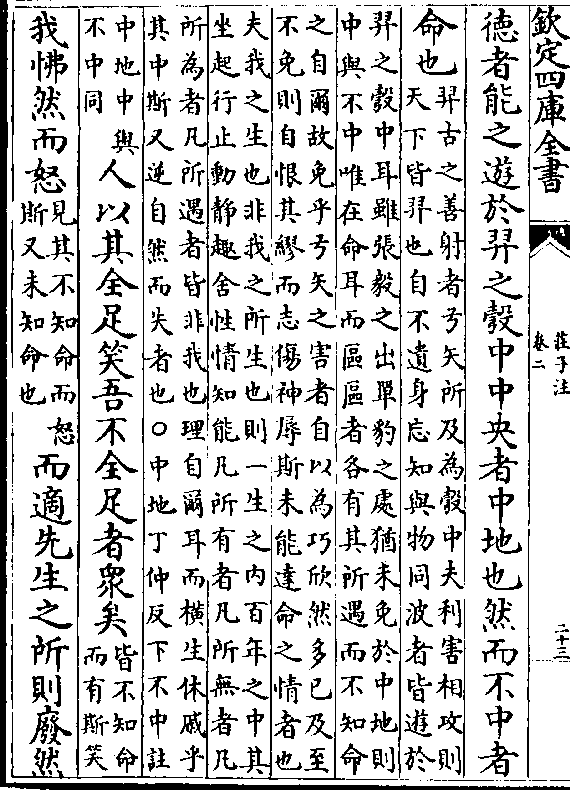 欽定四庫全書
莊子注
卷二
二十三
德者能之遊於羿之彀中中央者中地也然而不中者
命也羿古之善射者弓矢所及為彀中夫利害相攻則
天下皆羿也自不遺身忘知與物同波者皆遊於
羿之彀中耳雖張毅之出單豹之處猶未免於中地則
中與不中唯在命耳而區區者各有其所遇而不知命
之自爾故免乎弓矢之害者自以為巧欣然多已及至
不免則自恨其繆而志傷神辱斯未能達命之情者也
夫我之生也非我之所生也則一生之內百年之中其
坐起行止動靜趣舍性情知能凡所有者凡所無者凡
所為者凡所遇者皆非我也理自爾耳而橫生休戚乎
其中斯又逆自然而失者也○中地丁仲反下不中註
中地中與
不中同
人以其全足笑吾不全足者衆矣皆不知命
而有斯笑
我怫然而怒見其不知命而怒
斯又未知命也
而適先生之所則廢然